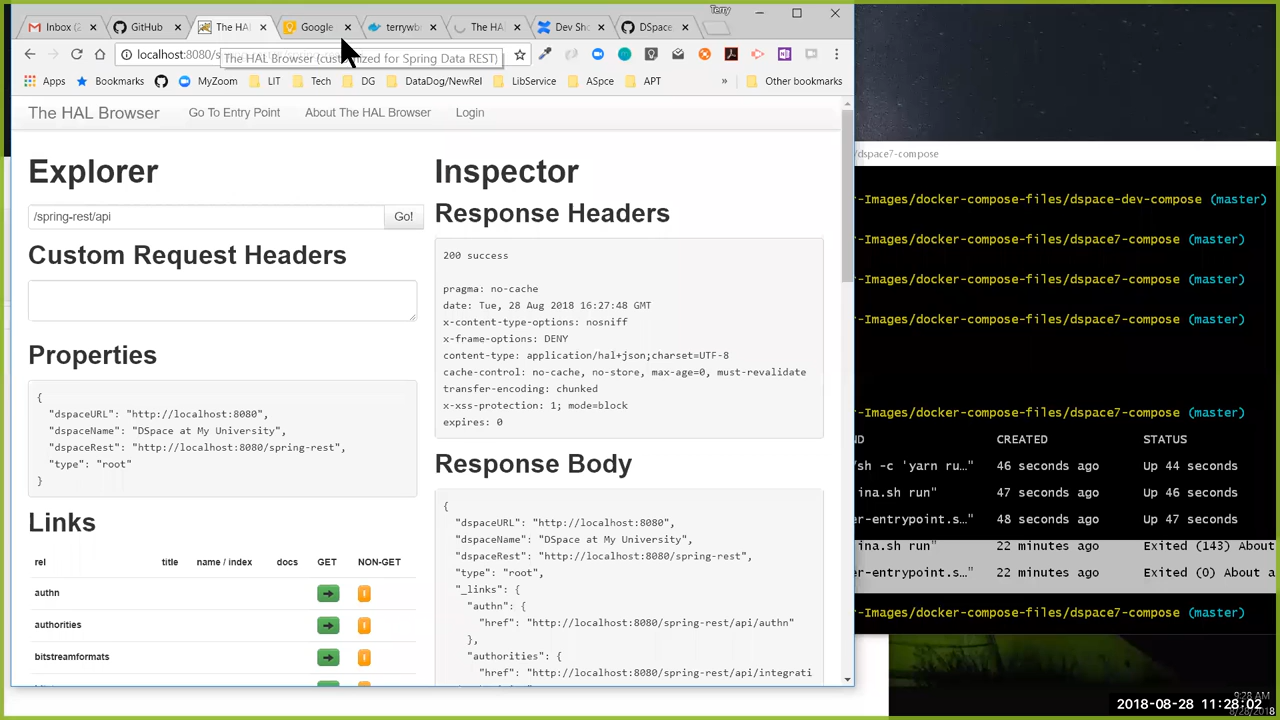 Terry
Inbox (2
GitHub
The HAL
Google
terrywb
The HA
Dev Sh
DSpace
localhost:8080/s
The HAL Browser (customized for Spring Data REST)
Apps
Bookmarks
MyZoom
LIT
Tech
DG
DataDog/NewRel
LibService
ASpce
APT
»
Other bookmarks
The HAL Browser
Go To Entry Point
About The HAL Browser
Login
Explorer
/spring-rest/api
Go!
Custom Request Headers
Properties
{
"dspaceURL": "http://localhost:8080",
"dspaceName": "DSpace at My University",
"dspaceRest": "http://localhost:8080/spring-rest",
"type": "root"
}
Links
rel title name / index docs GET NON-GET
authn
authorities
bitstreamformats
Inspector
Response Headers
200 success
pragma: no-cache
date: Tue, 28 Aug 2018 16:27:48 GMT
x-content-type-options: nosniff
x-frame-options: DENY
content-type: application/hal+json;charset=UTF-8
cache-control: no-cache, no-store, max-age=0, must-revalidate
transfer-encoding: chunked
x-xss-protection: 1; mode=block
expires: 0
Response Body
{
"dspaceURL": "http://localhost:8080",
"dspaceName": "DSpace at My University",
"dspaceRest": "http://localhost:8080/spring-rest",
"type": "root",
"_links": {
"authn": {
"href": "http://localhost:8080/spring-rest/api/authn"
},
"authorities": {
"href": "http://localhost:8080/spring-rest/api/integrati
/dspace7-compose
-Images/docker-compose-files/dspace-dev-compose (master)
-Images/docker-compose-files/dspace7-compose (master)
-Images/docker-compose-files/dspace7-compose (master)
-Images/docker-compose-files/dspace7-compose (master)
-Images/docker-compose-files/dspace7-compose (master)
ND CREATED STATUS
/sh -c 'yarn ru…" 46 seconds ago Up 44 seconds
ina.sh run" 47 seconds ago Up 46 seconds
er-entrypoint.s…" 48 seconds ago Up 47 seconds
ina.sh run" 22 minutes ago Exited (143) About
er-entrypoint.s…" 22 minutes ago Exited (0) About a
-Images/docker-compose-files/dspace7-compose (master)
9:28 AM
8/28/2018
2018-08-28 11:28:02